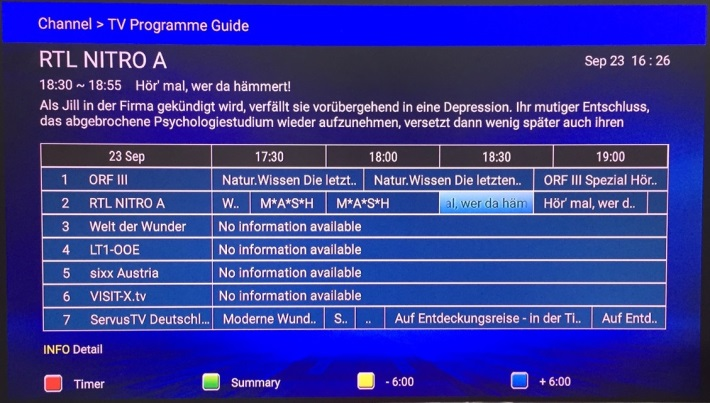 Channel > TV Programme Guide
RTL NITRO A
Sep 23 16:26
18:30 ~ 18:55 Hör' mal, wer da hämmert!
Als Jill in der Firma gekündigt wird, verfällt sie vorübergehend in eine Depression. Ihr mutiger Entschluss,
das abgebrochene Psychologiestudium wieder aufzunehmen, versetzt dann wenig später auch ihren
23 Sep 17:30 18:00 18:30 19:00
1 ORF III Natur.Wissen Die letzt.. Natur.Wissen Die letzten.. ORF III Spezial Hör..
2 RTL NITRO A W.. M*A*S*H M*A*S*H al, wer da häm Hör' mal, wer d..
3 Welt der Wunder No information available
4 LT1-OOE No information available
5 sixx Austria No information available
6 VISIT-X.tv No information available
7 ServusTV Deutschl... Moderne Wund.. S.. .. Auf Entdeckungsreise - in der Ti.. Auf Entd..
INFO Detail
Timer Summary - 6:00 + 6:00